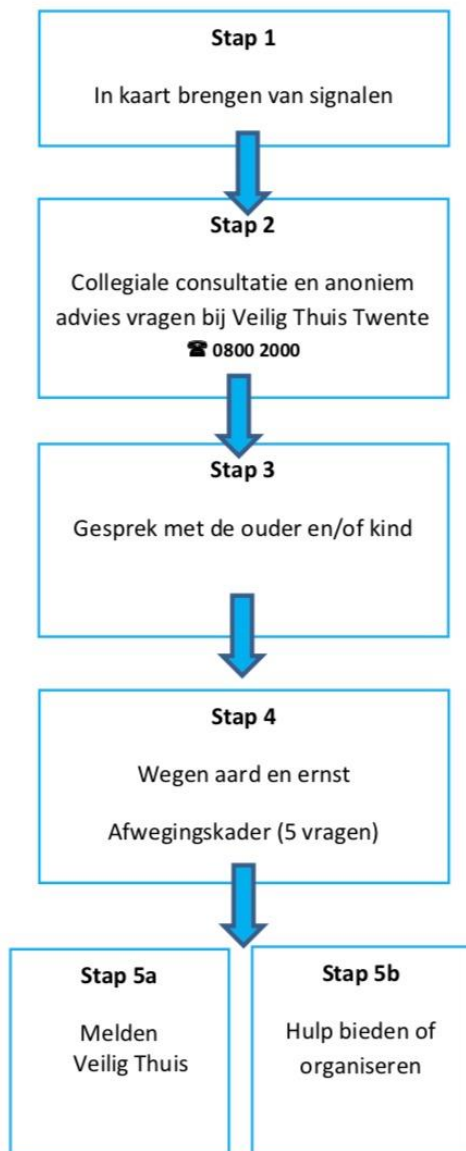 Stap 1
In kaart brengen van signalen
Stap 2
Collegiale consultatie en anoniem
advies vragen bij Veilig Thuis Twente
☎ 0800 2000
Stap 3
Gesprek met de ouder en/of kind
Stap 4
Wegen aard en ernst
Afwegingskader (5 vragen)
Stap 5a
Melden
Veilig Thuis
Stap 5b
Hulp bieden of
organiseren